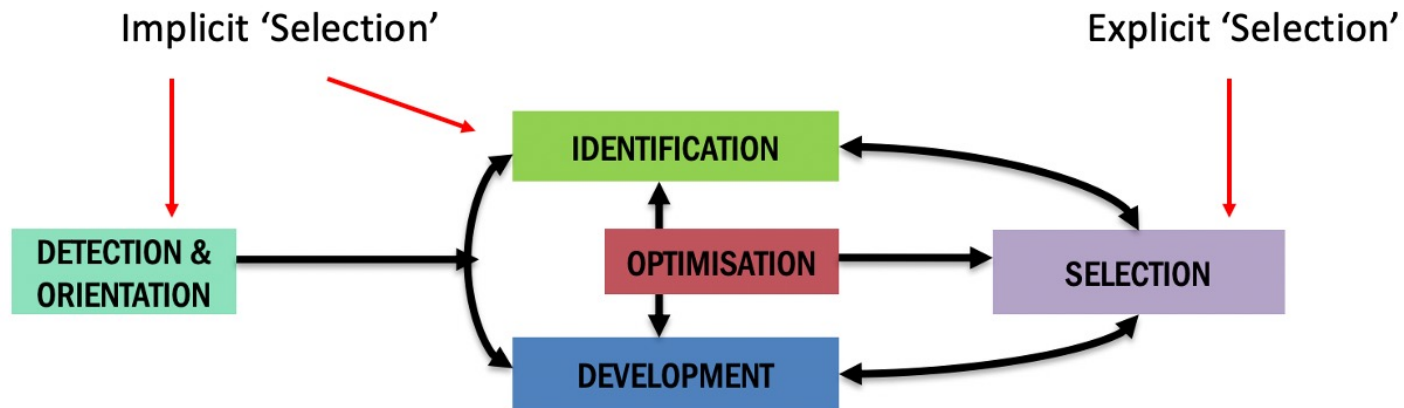 Implicit ‘Selection’
Explicit ‘Selection’
IDENTIFICATION
DETECTION &
ORIENTATION
OPTIMISATION
SELECTION
DEVELOPMENT